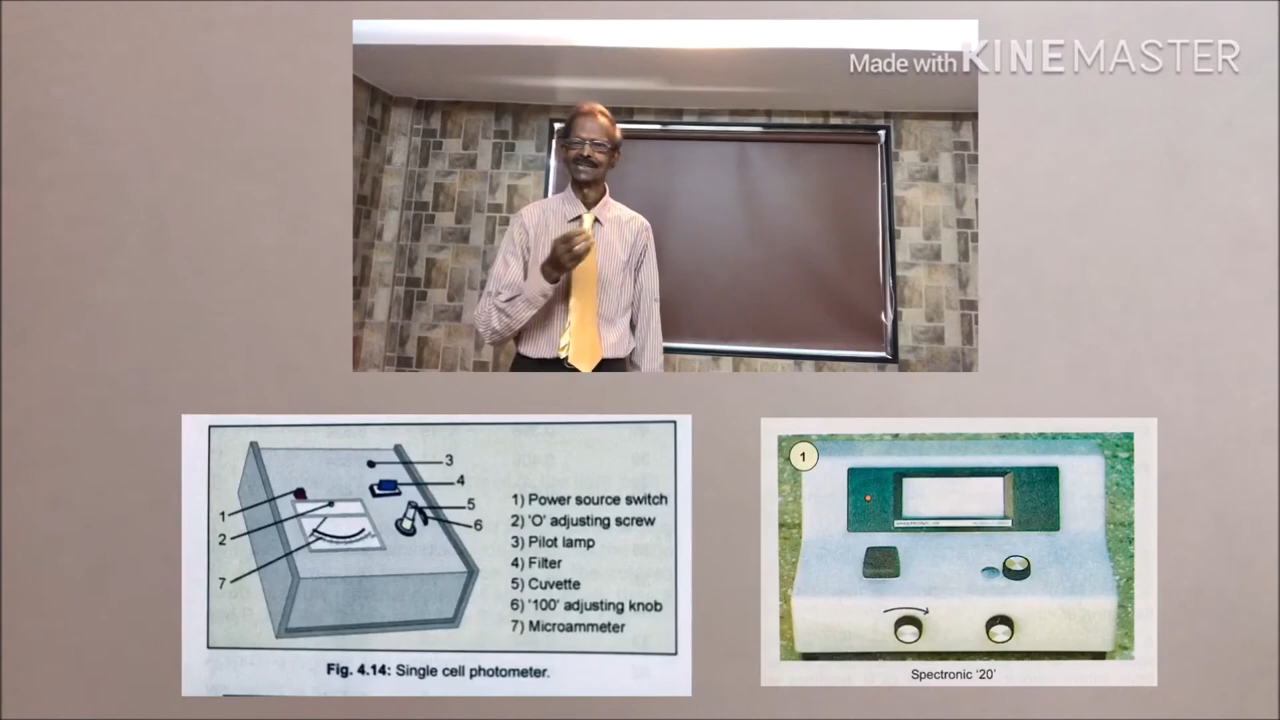 Made with KINEMASTER
3
4
5
6
1
2
7
1) Power source switch
2) 'O' adjusting screw
3) Pilot lamp
4) Filter
5) Cuvette
6) '100' adjusting knob
7) Microammeter
Fig. 4.14: Single cell photometer.
1
Spectronic '20'